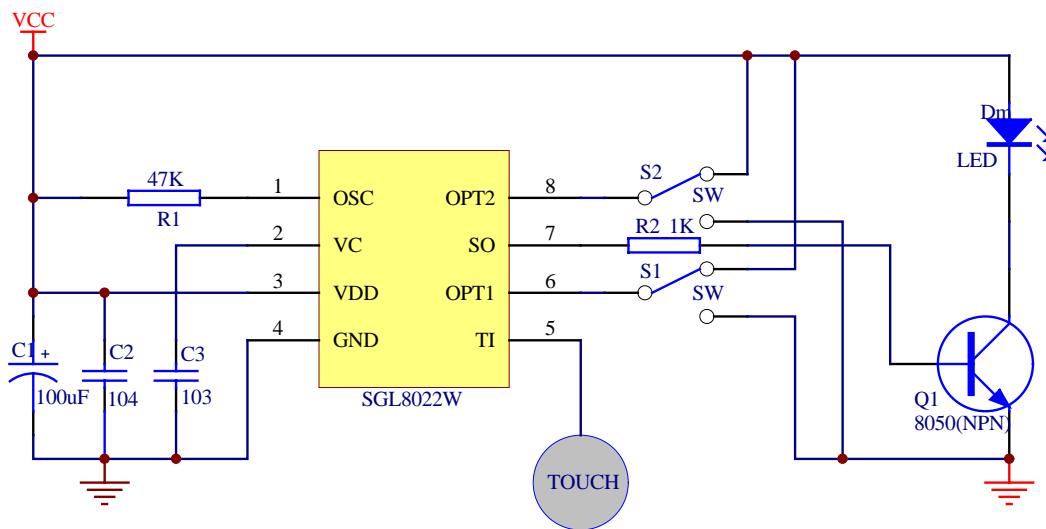 VCC
Dm
LED
47K
R1
1
OSC
OPT2
8
S2
SW
2
VC
SO
7
R2 1K
3
VDD
OPT1
6
S1
SW
4
GND
TI
5
C1 +
100uF
C2
104
C3
103
SGL8022W
Q1
8050(NPN)
TOUCH